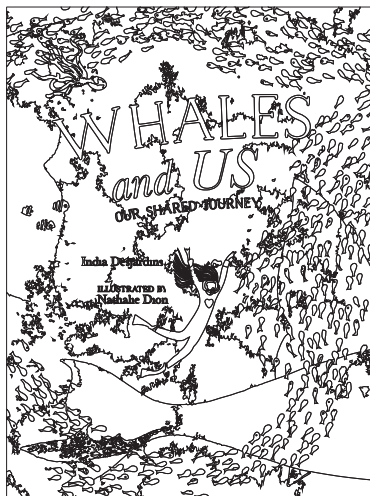 WHALES
and US
OUR SHARED JOURNEY
India Desjardins
ILLUSTRATED BY
Nathalie Dion